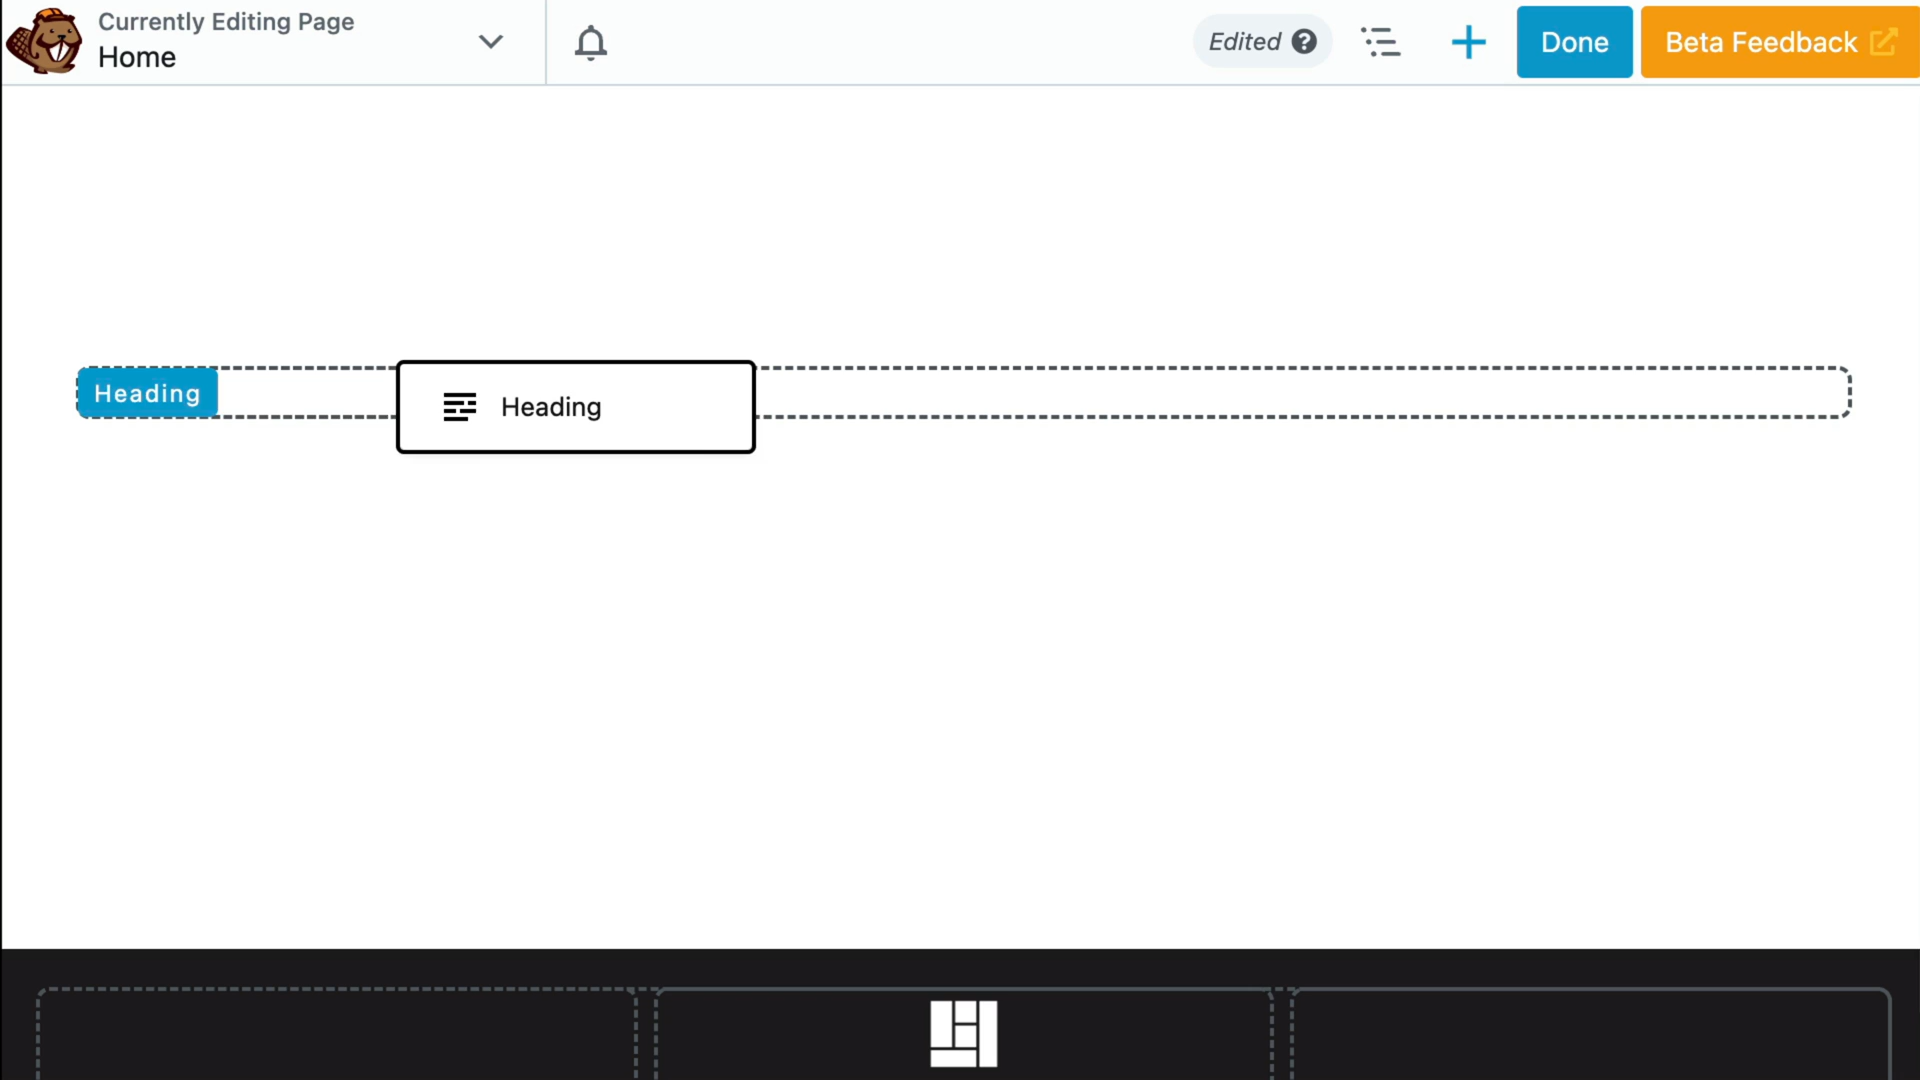 Currently Editing Page
Home
Edited ?
Done
Beta Feedback
Heading
Heading